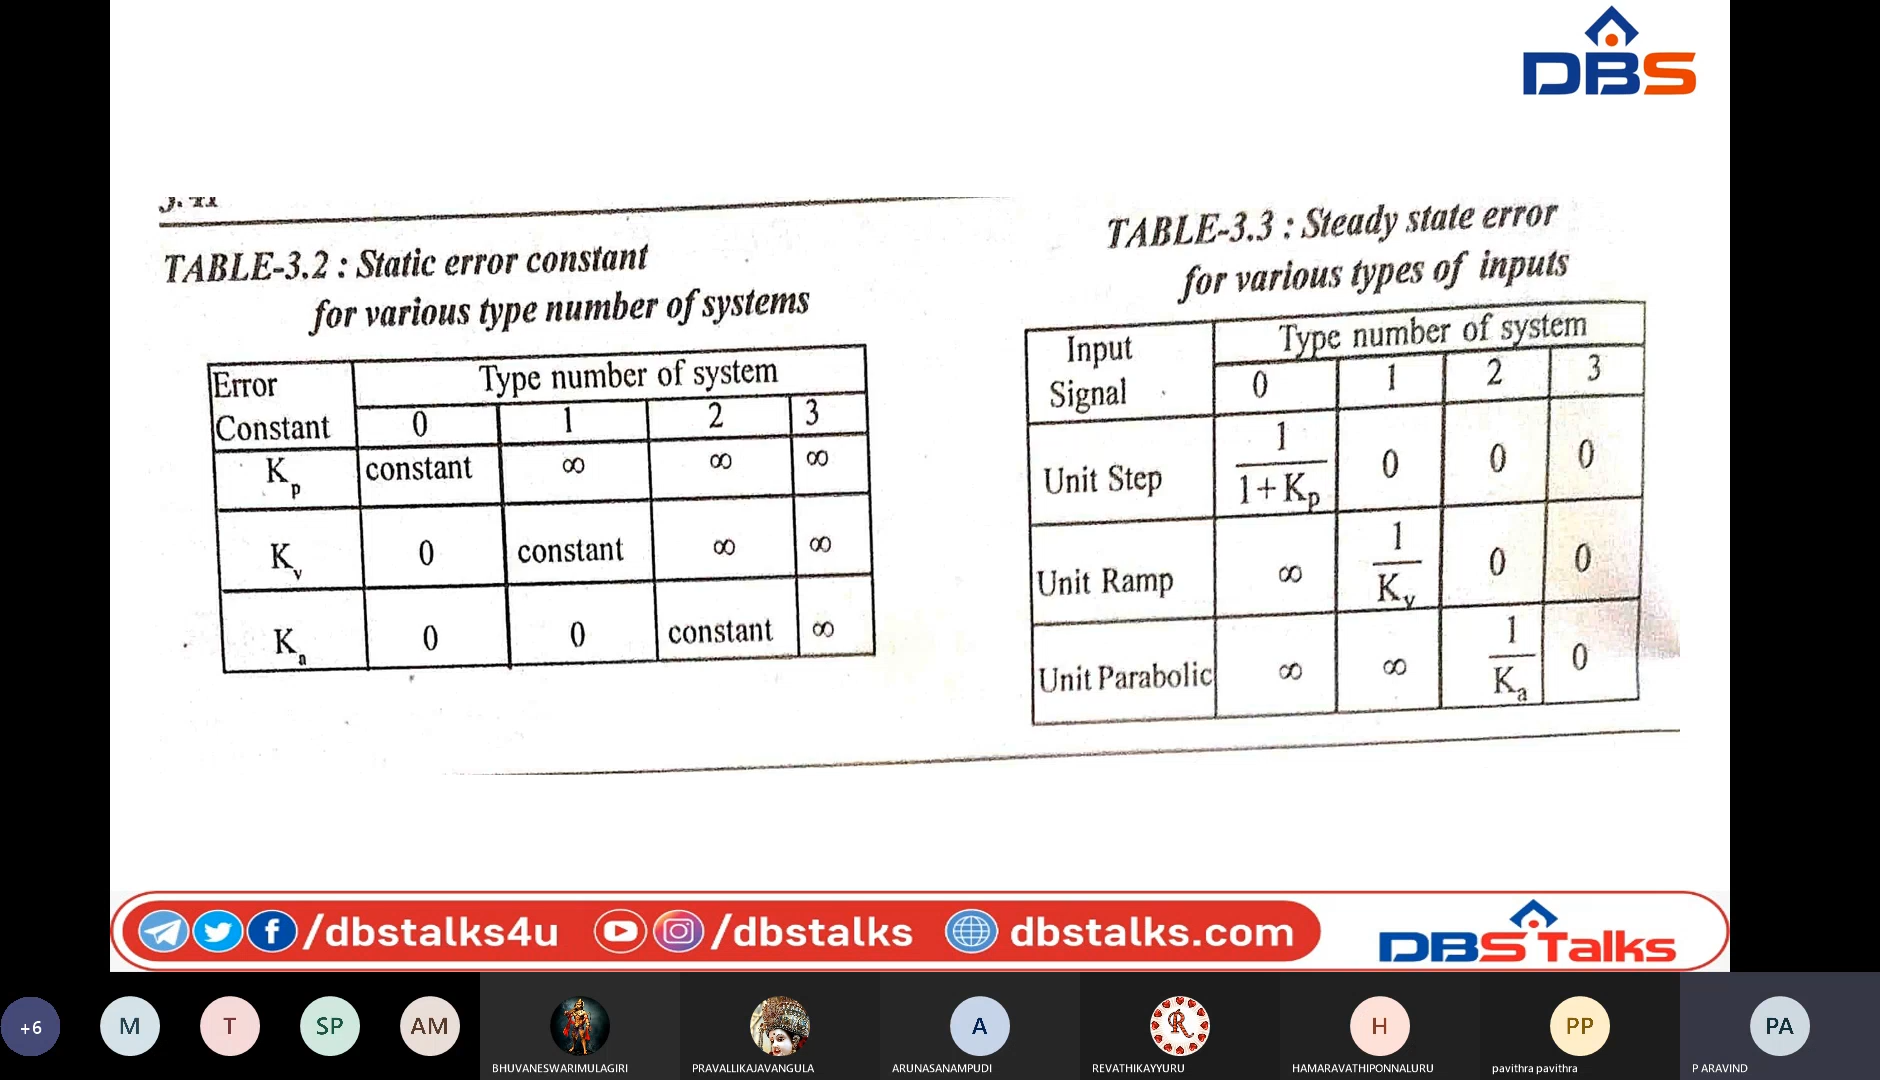 DBS
TABLE-3.2 : Static error constant
for various type number of systems
Error Constant Type number of system
0 1 2 3
Kp constant ∞ ∞ ∞
Kv 0 constant ∞ ∞
Ka 0 0 constant ∞
TABLE-3.3 : Steady state error
for various types of inputs
Input Signal Type number of system
0 1 2 3
Unit Step 1/1+Kp 0 0 0
Unit Ramp ∞ 1/Kv 0 0
Unit Parabolic ∞ ∞ 1/Ka 0
/dbstalks4u /dbstalks dbstalks.com DBS Talks
+6 M T SP AM A R H PP PA
BHUVANESWARIMULAGIRI PRAVALLIKAJAVANGULA ARUNASANAMPUDI REVATHIKAYYURU HAMARAVATHIPONNALURU pavithra pavithra P ARAVIND